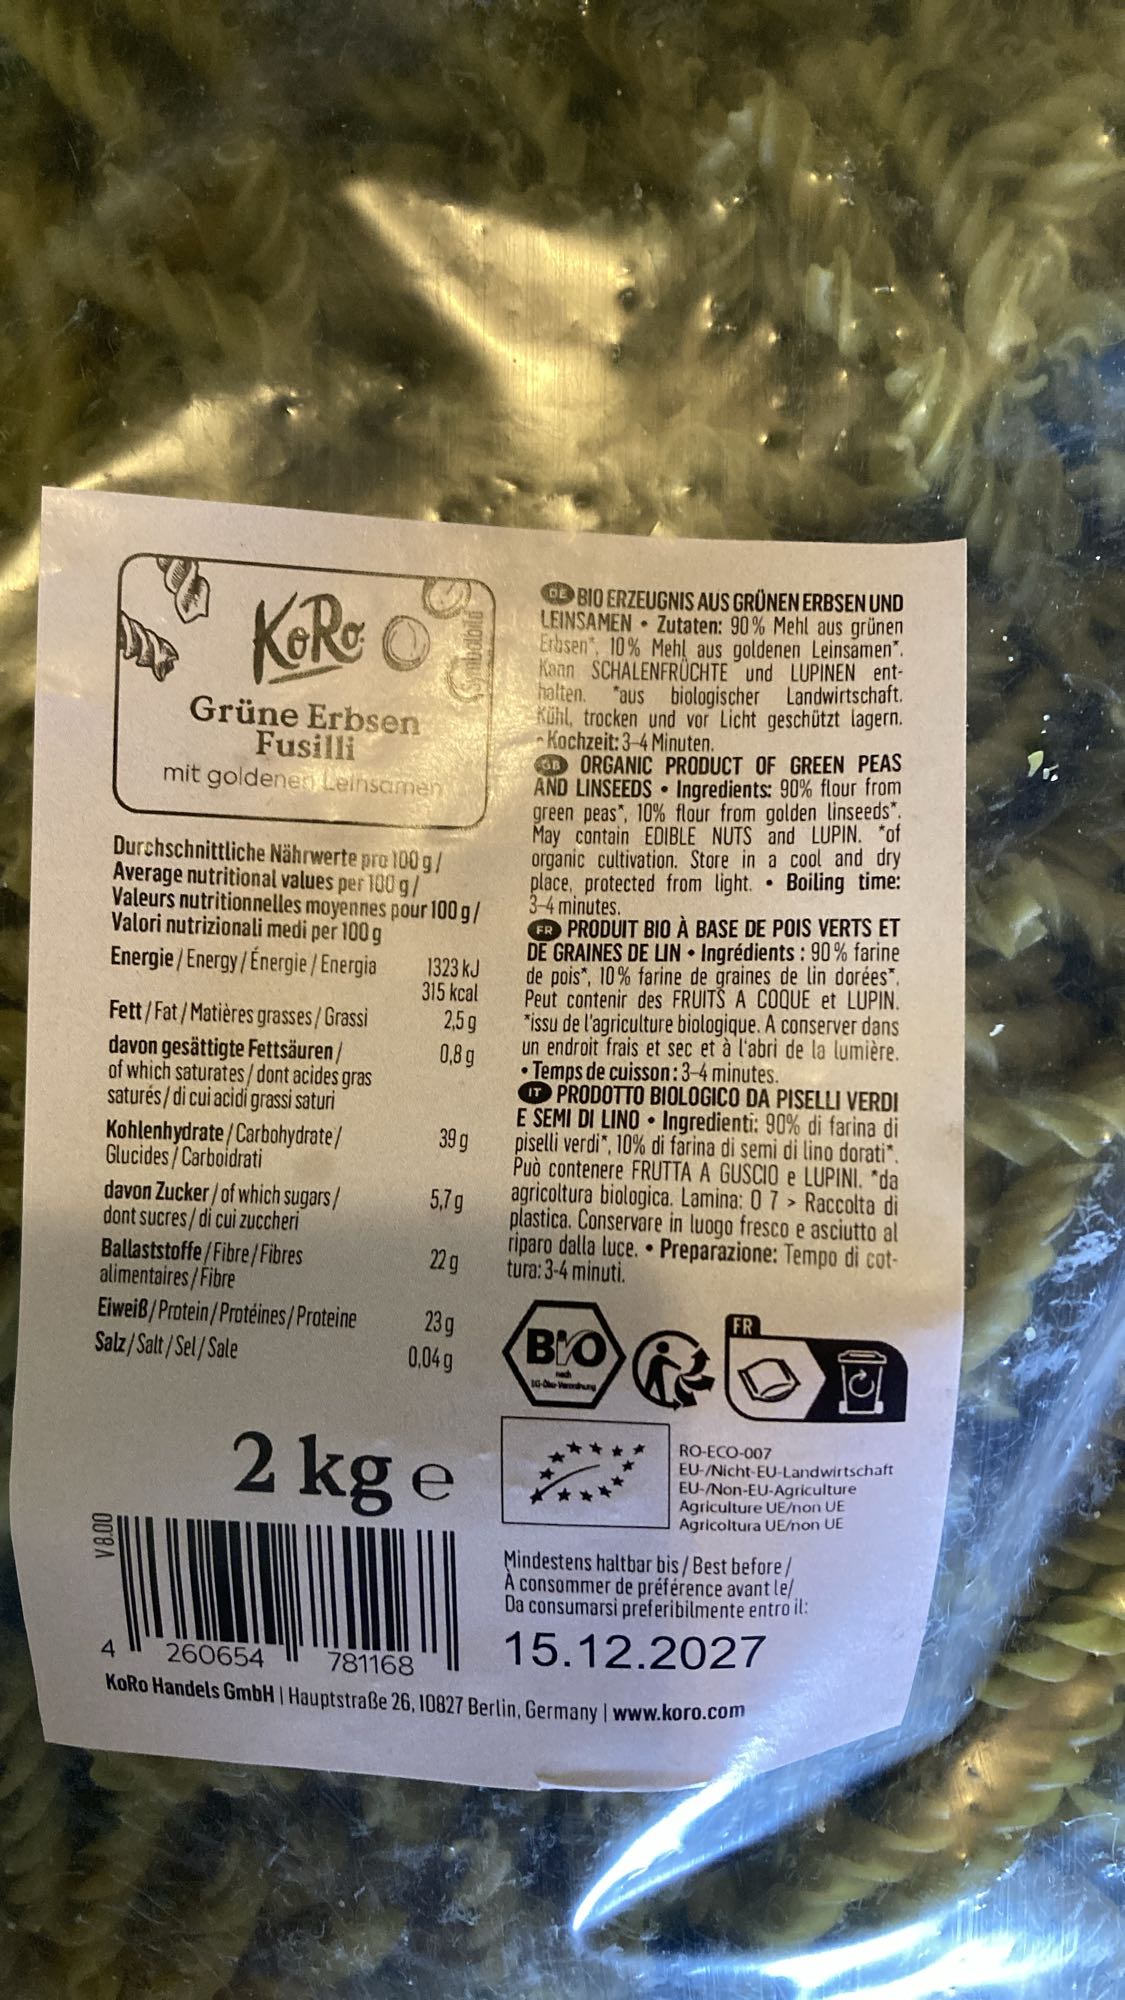 KoRo
Symbolbild
Grüne Erbsen
Fusilli
mit goldenen Leinsamen
Durchschnittliche Nährwerte pro 100 g /
Average nutritional values per 100 g /
Valeurs nutritionnelles moyennes pour 100 g /
Valori nutrizionali medi per 100 g
Energie / Energy / Énergie / Energia 1323 kJ
315 kcal
Fett / Fat / Matières grasses / Grassi 2,5 g
davon gesättigte Fettsäuren / 0,8 g
of which saturates / dont acides gras
saturés / di cui acidi grassi saturi
Kohlenhydrate / Carbohydrate / 39 g
Glucides / Carboidrati
davon Zucker / of which sugars / 5,7 g
dont sucres / di cui zuccheri
Ballaststoffe / Fibre / Fibres 22 g
alimentaires / Fibre
Eiweiß / Protein / Protéines / Proteine 23 g
Salz / Salt / Sel / Sale 0,04 g
2 kg e
V 8.00
4 260654 781168
DE BIO ERZEUGNIS AUS GRÜNEN ERBSEN UND
LEINSAMEN • Zutaten: 90 % Mehl aus grünen
Erbsen*, 10 % Mehl aus goldenen Leinsamen*.
Kann SCHALENFRÜCHTE und LUPINEN ent-
halten. *aus biologischer Landwirtschaft.
Kühl, trocken und vor Licht geschützt lagern.
• Kochzeit: 3-4 Minuten.
GB ORGANIC PRODUCT OF GREEN PEAS
AND LINSEEDS • Ingredients: 90% flour from
green peas*, 10% flour from golden linseeds*.
May contain EDIBLE NUTS and LUPIN. *of
organic cultivation. Store in a cool and dry
place, protected from light. • Boiling time:
3-4 minutes.
FR PRODUIT BIO À BASE DE POIS VERTS ET
DE GRAINES DE LIN • Ingrédients : 90 % farine
de pois*, 10 % farine de graines de lin dorées*.
Peut contenir des FRUITS A COQUE et LUPIN.
*issu de l'agriculture biologique. A conserver dans
un endroit frais et sec et à l'abri de la lumière.
• Temps de cuisson : 3-4 minutes.
IT PRODOTTO BIOLOGICO DA PISELLI VERDI
E SEMI DI LINO • Ingredienti: 90% di farina di
piselli verdi*, 10% di farina di semi di lino dorati*.
Può contenere FRUTTA A GUSCIO e LUPINI. *da
agricoltura biologica. Lamina: O 7 > Raccolta di
plastica. Conservare in luogo fresco e asciutto al
riparo dalla luce. • Preparazione: Tempo di cot-
tura: 3-4 minuti.
BIO
nach
EG-Öko-Verordnung
FR
RO-ECO-007
EU-/Nicht-EU-Landwirtschaft
EU-/Non-EU-Agriculture
Agriculture UE/non UE
Agricoltura UE/non UE
Mindestens haltbar bis / Best before /
À consommer de préférence avant le/
Da consumarsi preferibilmente entro il:
15.12.2027
KoRo Handels GmbH | Hauptstraße 26, 10827 Berlin, Germany | www.koro.com